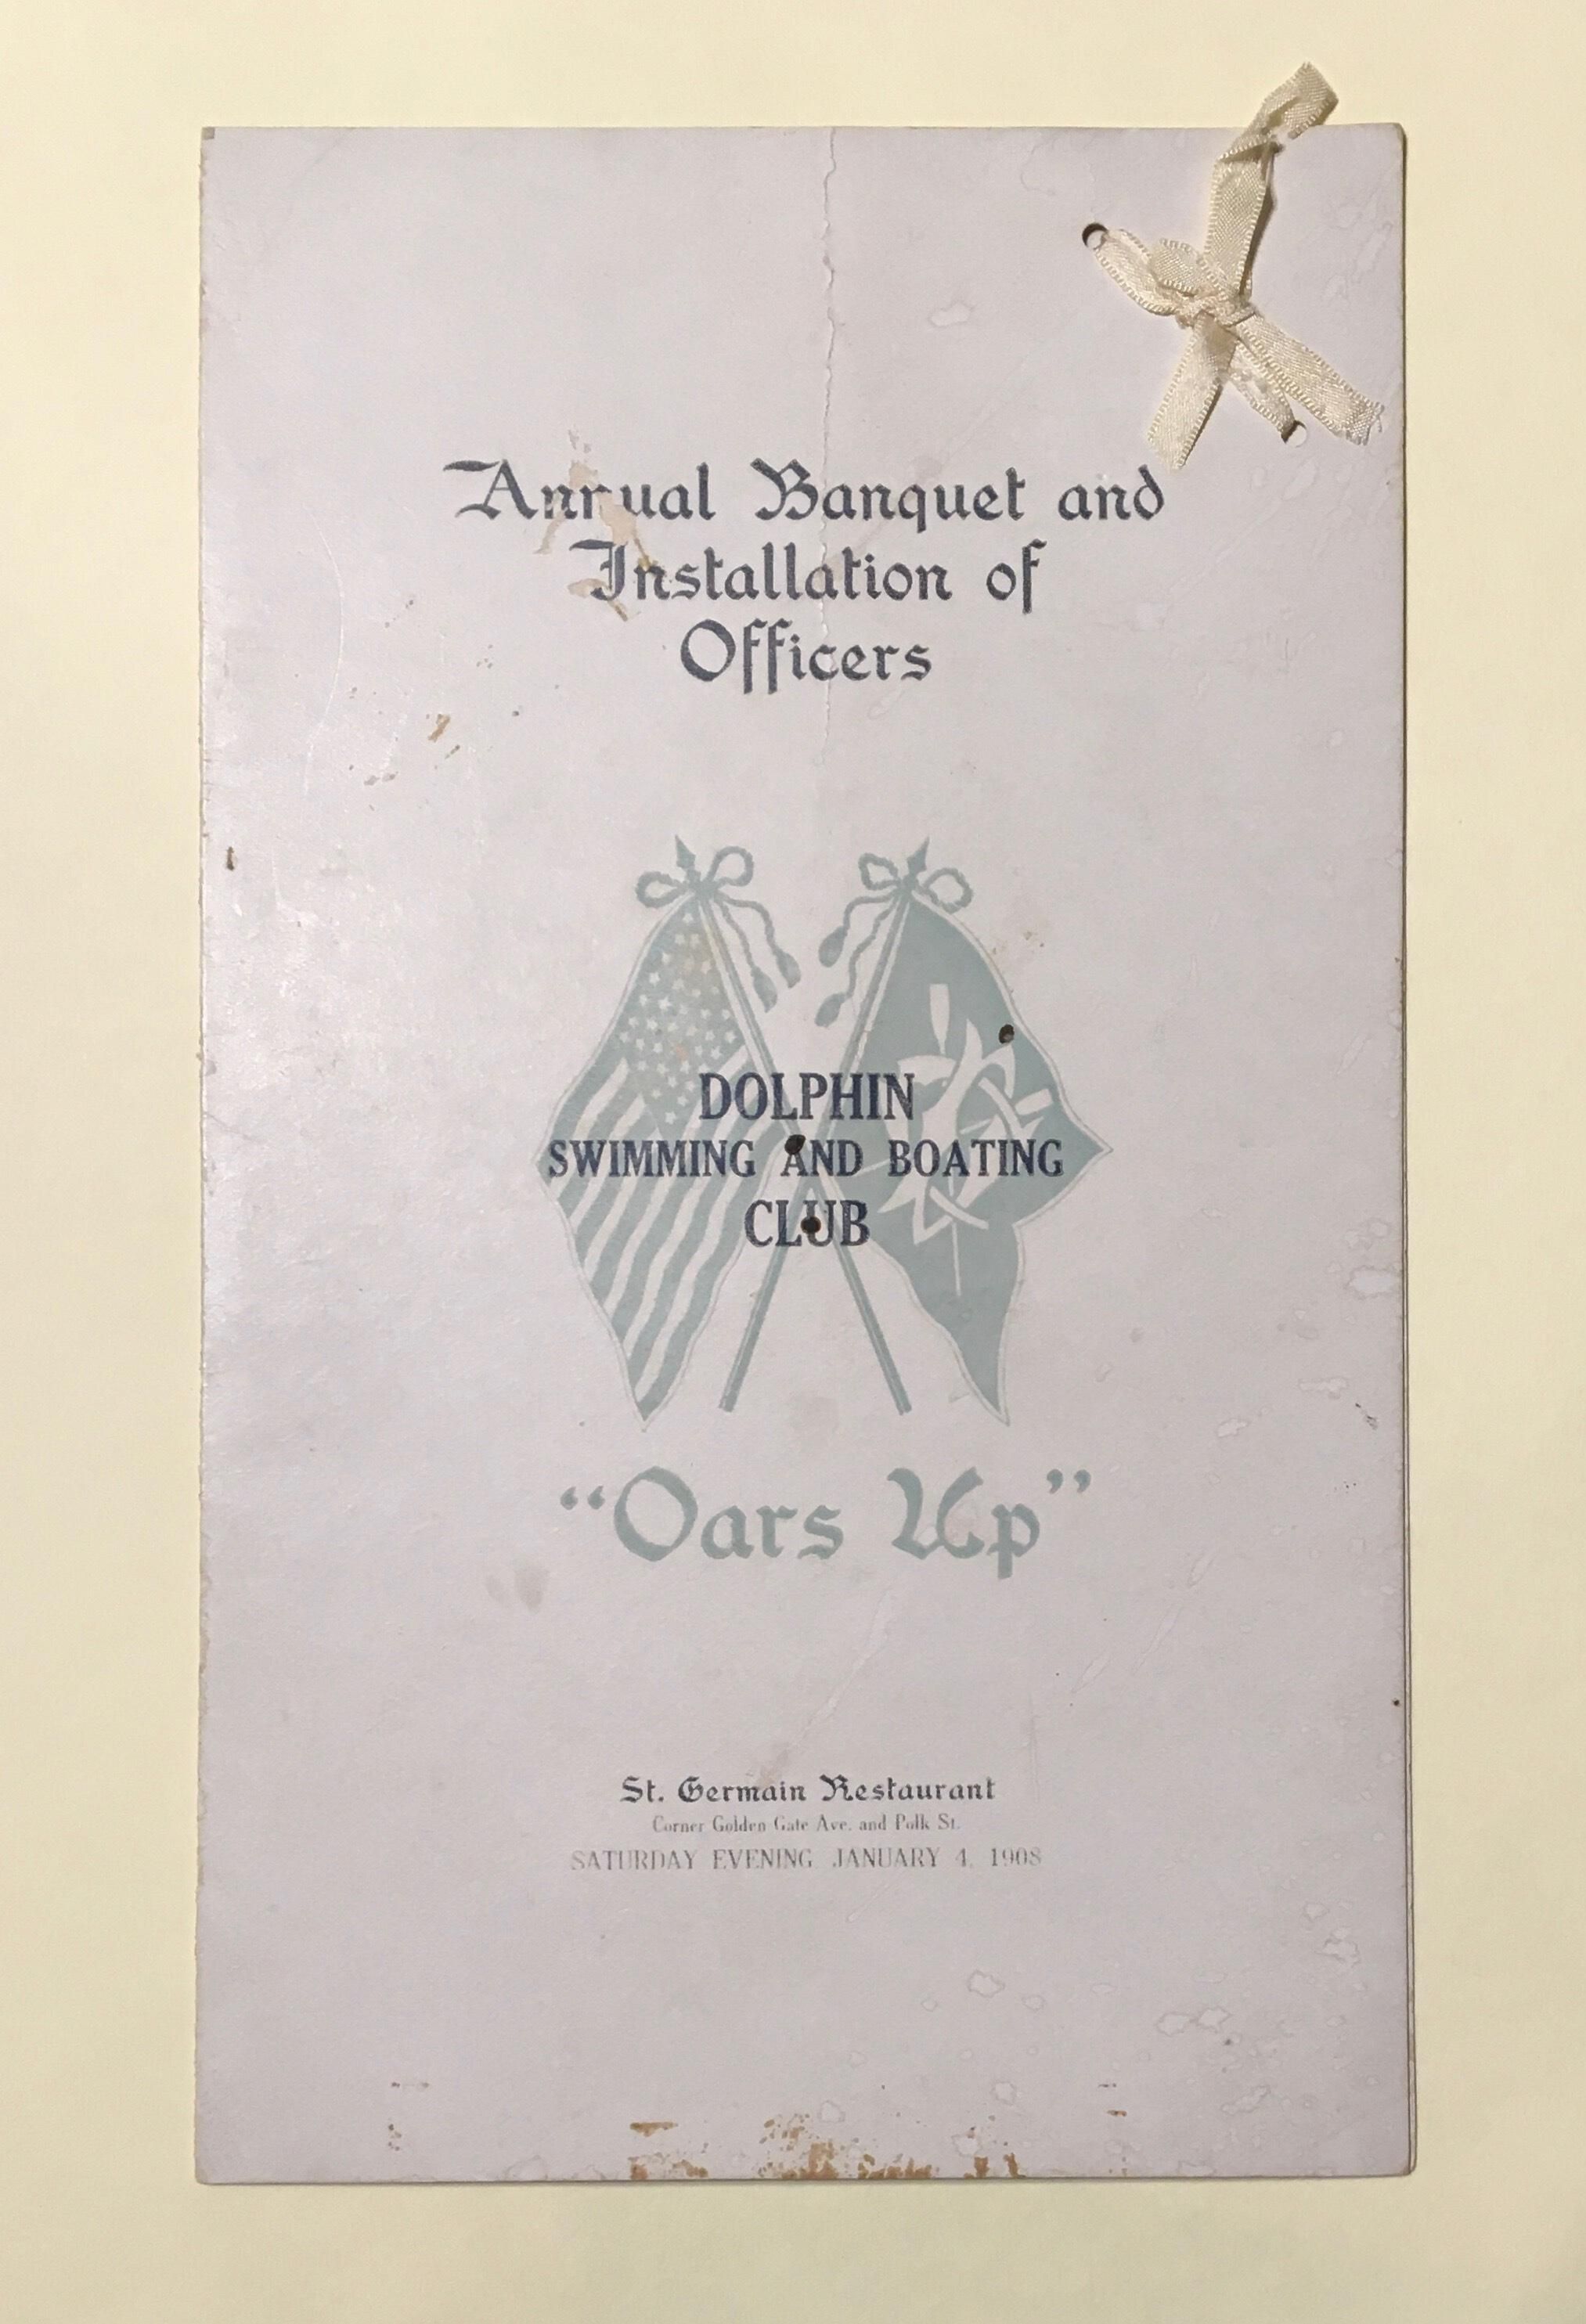 Annual Banquet and
Installation of
Officers
DOLPHIN
SWIMMING AND BOATING
CLUB
“Oars Up”
St. Germain Restaurant
Corner Golden Gate Ave. and Polk St.
SATURDAY EVENING, JANUARY 4, 1908